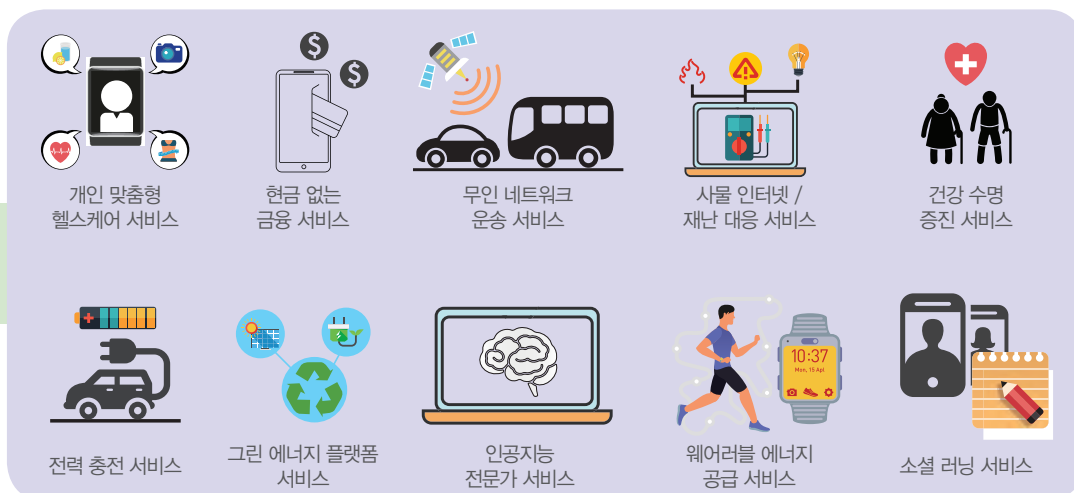 개인 맞춤형
헬스케어 서비스
현금 없는
금융 서비스
무인 네트워크
운송 서비스
사물 인터넷 /
재난 대응 서비스
건강 수명
증진 서비스
전력 충전 서비스
그린 에너지 플랫폼
서비스
인공지능
전문가 서비스
10:37
Mon, 15 Apl
웨어러블 에너지
공급 서비스
소셜 러닝 서비스